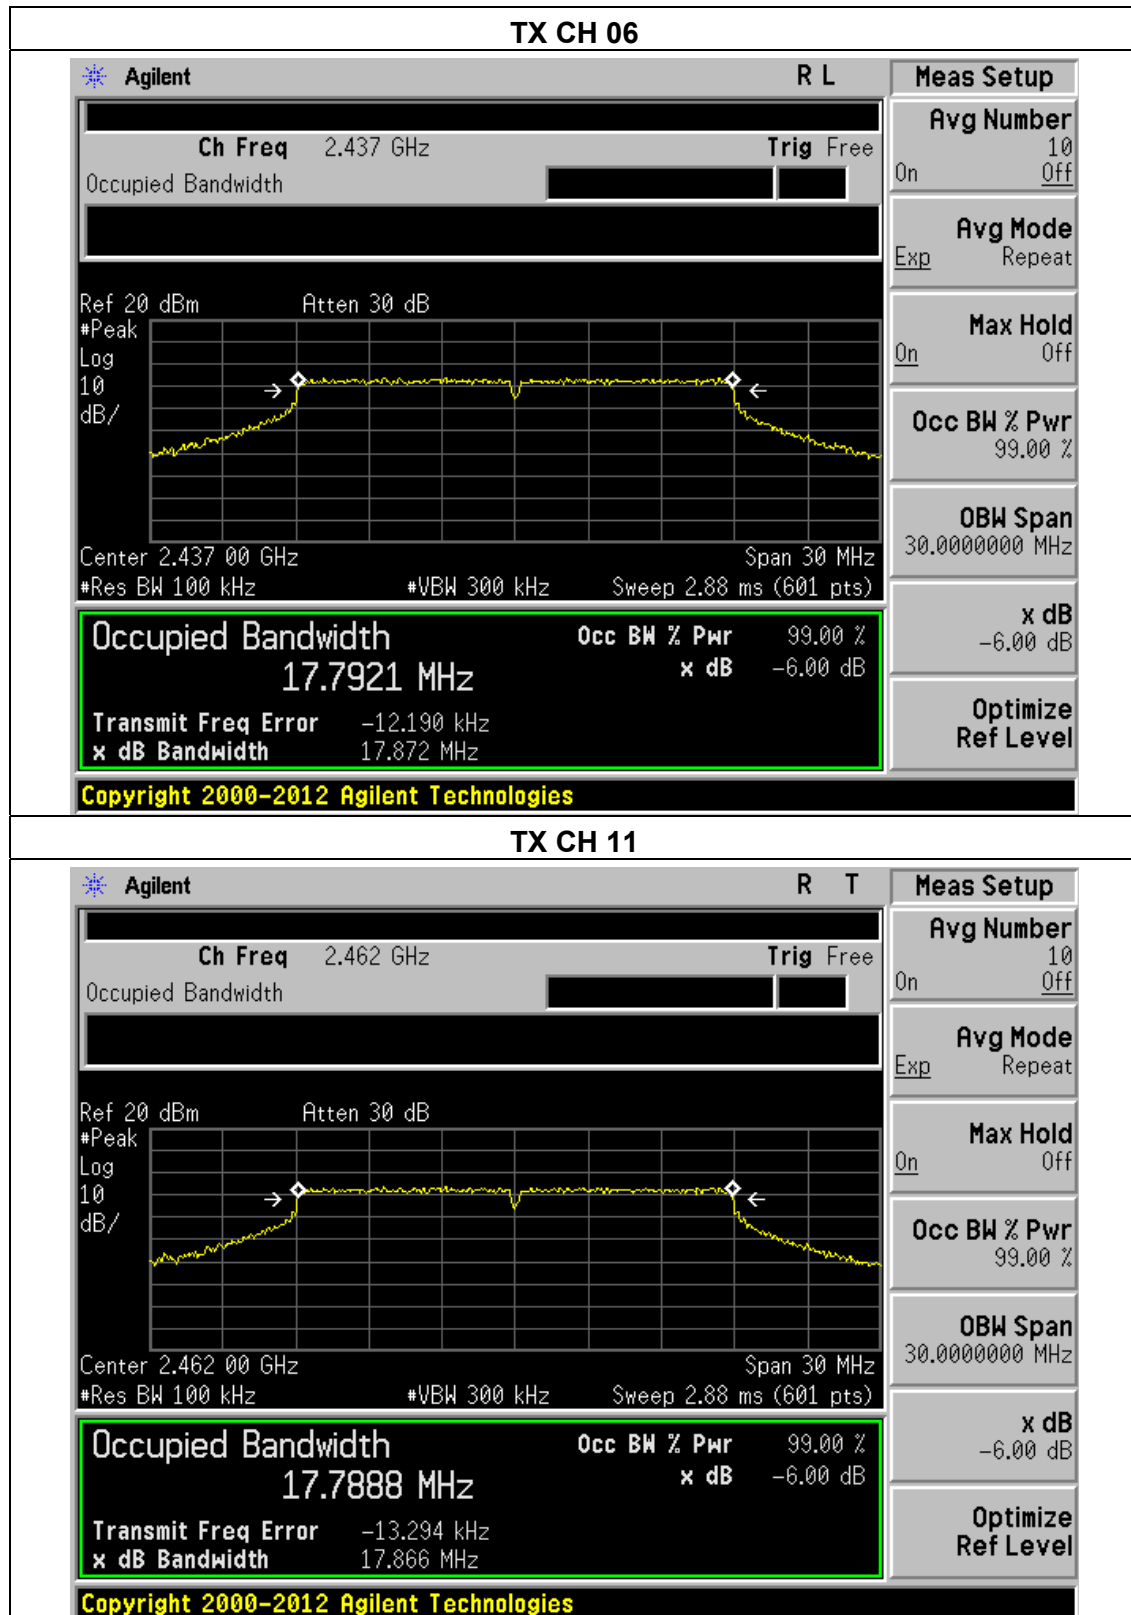 TX CH 06
Agilent R L Meas Setup
Ch Freq 2.437 GHz Trig Free
Occupied Bandwidth
Avg Number
10
On Off
Avg Mode
Exp Repeat
Ref 20 dBm Atten 30 dB
#Peak
Log
10
dB/
Max Hold
On Off
Occ BW % Pwr
99.00 %
OBW Span
30.0000000 MHz
Center 2.437 00 GHz Span 30 MHz
#Res BW 100 kHz #VBW 300 kHz Sweep 2.88 ms (601 pts)
Occupied Bandwidth Occ BW % Pwr 99.00 %
17.7921 MHz x dB -6.00 dB
Transmit Freq Error -12.190 kHz
x dB Bandwidth 17.872 MHz
x dB
-6.00 dB
Optimize
Ref Level
Copyright 2000-2012 Agilent Technologies
TX CH 11
Agilent R T Meas Setup
Ch Freq 2.462 GHz Trig Free
Occupied Bandwidth
Avg Number
10
On Off
Avg Mode
Exp Repeat
Ref 20 dBm Atten 30 dB
#Peak
Log
10
dB/
Max Hold
On Off
Occ BW % Pwr
99.00 %
OBW Span
30.0000000 MHz
Center 2.462 00 GHz Span 30 MHz
#Res BW 100 kHz #VBW 300 kHz Sweep 2.88 ms (601 pts)
Occupied Bandwidth Occ BW % Pwr 99.00 %
17.7888 MHz x dB -6.00 dB
Transmit Freq Error -13.294 kHz
x dB Bandwidth 17.866 MHz
x dB
-6.00 dB
Optimize
Ref Level
Copyright 2000-2012 Agilent Technologies